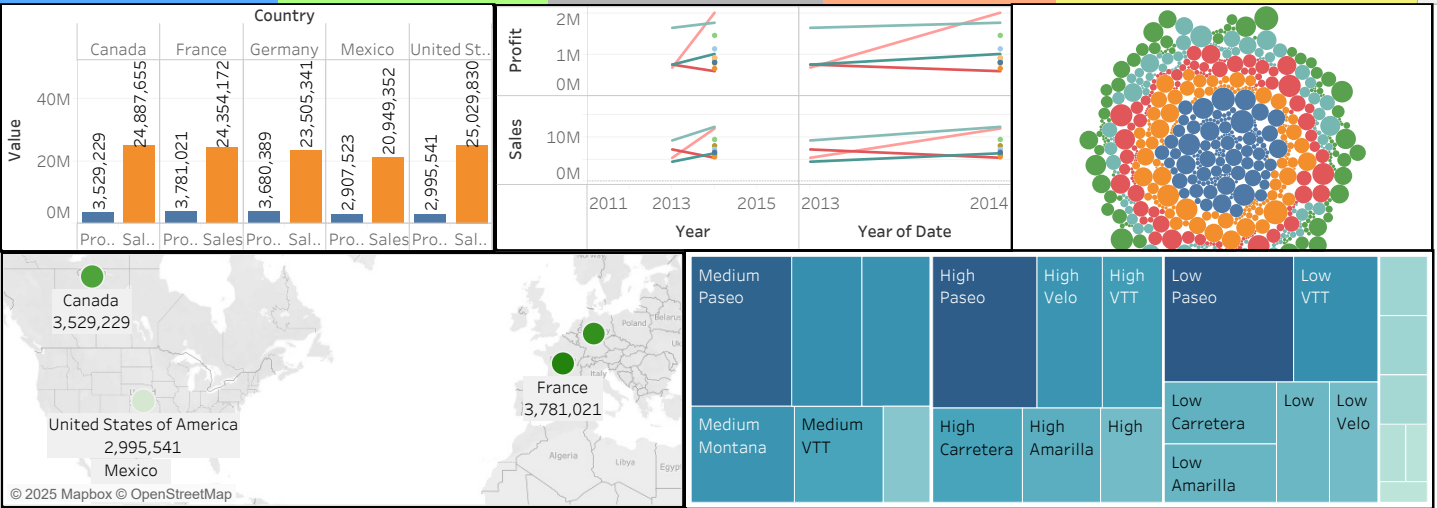 Country
Canada
France
Germany
Mexico
United St..
Value
40M
20M
0M
3,529,229
24,887,655
3,781,021
24,354,172
3,680,389
23,505,341
2,907,523
20,949,352
2,995,541
25,029,830
Pro..
Sal..
Pro..
Sales
Pro..
Sal..
Pro..
Sales
Pro..
Sal..
Profit
2M
1M
0M
Sales
10M
0M
2011
2013
2015
2013
2014
Year
Year of Date
Canada
3,529,229
United States of America
2,995,541
Mexico
Norway
Poland
Belarus
Uk
Italy
France
3,781,021
Algeria
Libya
Egypt
© 2025 Mapbox © OpenStreetMap
Medium
Paseo
Medium
Montana
Medium
VTT
High
Paseo
High
Velo
High
VTT
High
Carretera
High
Amarilla
High
Low
Paseo
Low
VTT
Low
Carretera
Low
Amarilla
Low
Low
Velo